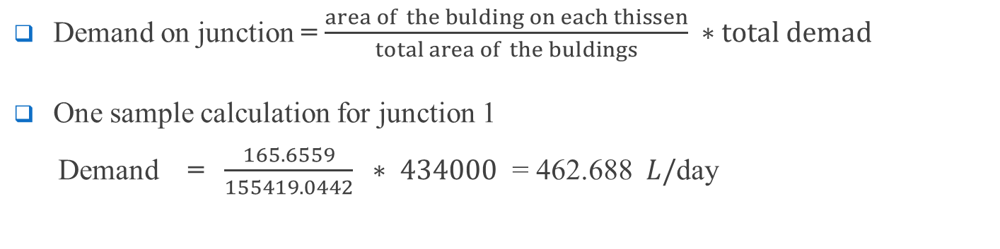 ❑ Demand on junction = area of the bulding on each thissen / total area of the buldings * total demad
❑ One sample calculation for junction 1
Demand = 165.6559 / 155419.0442 * 434000 = 462.688 L/day